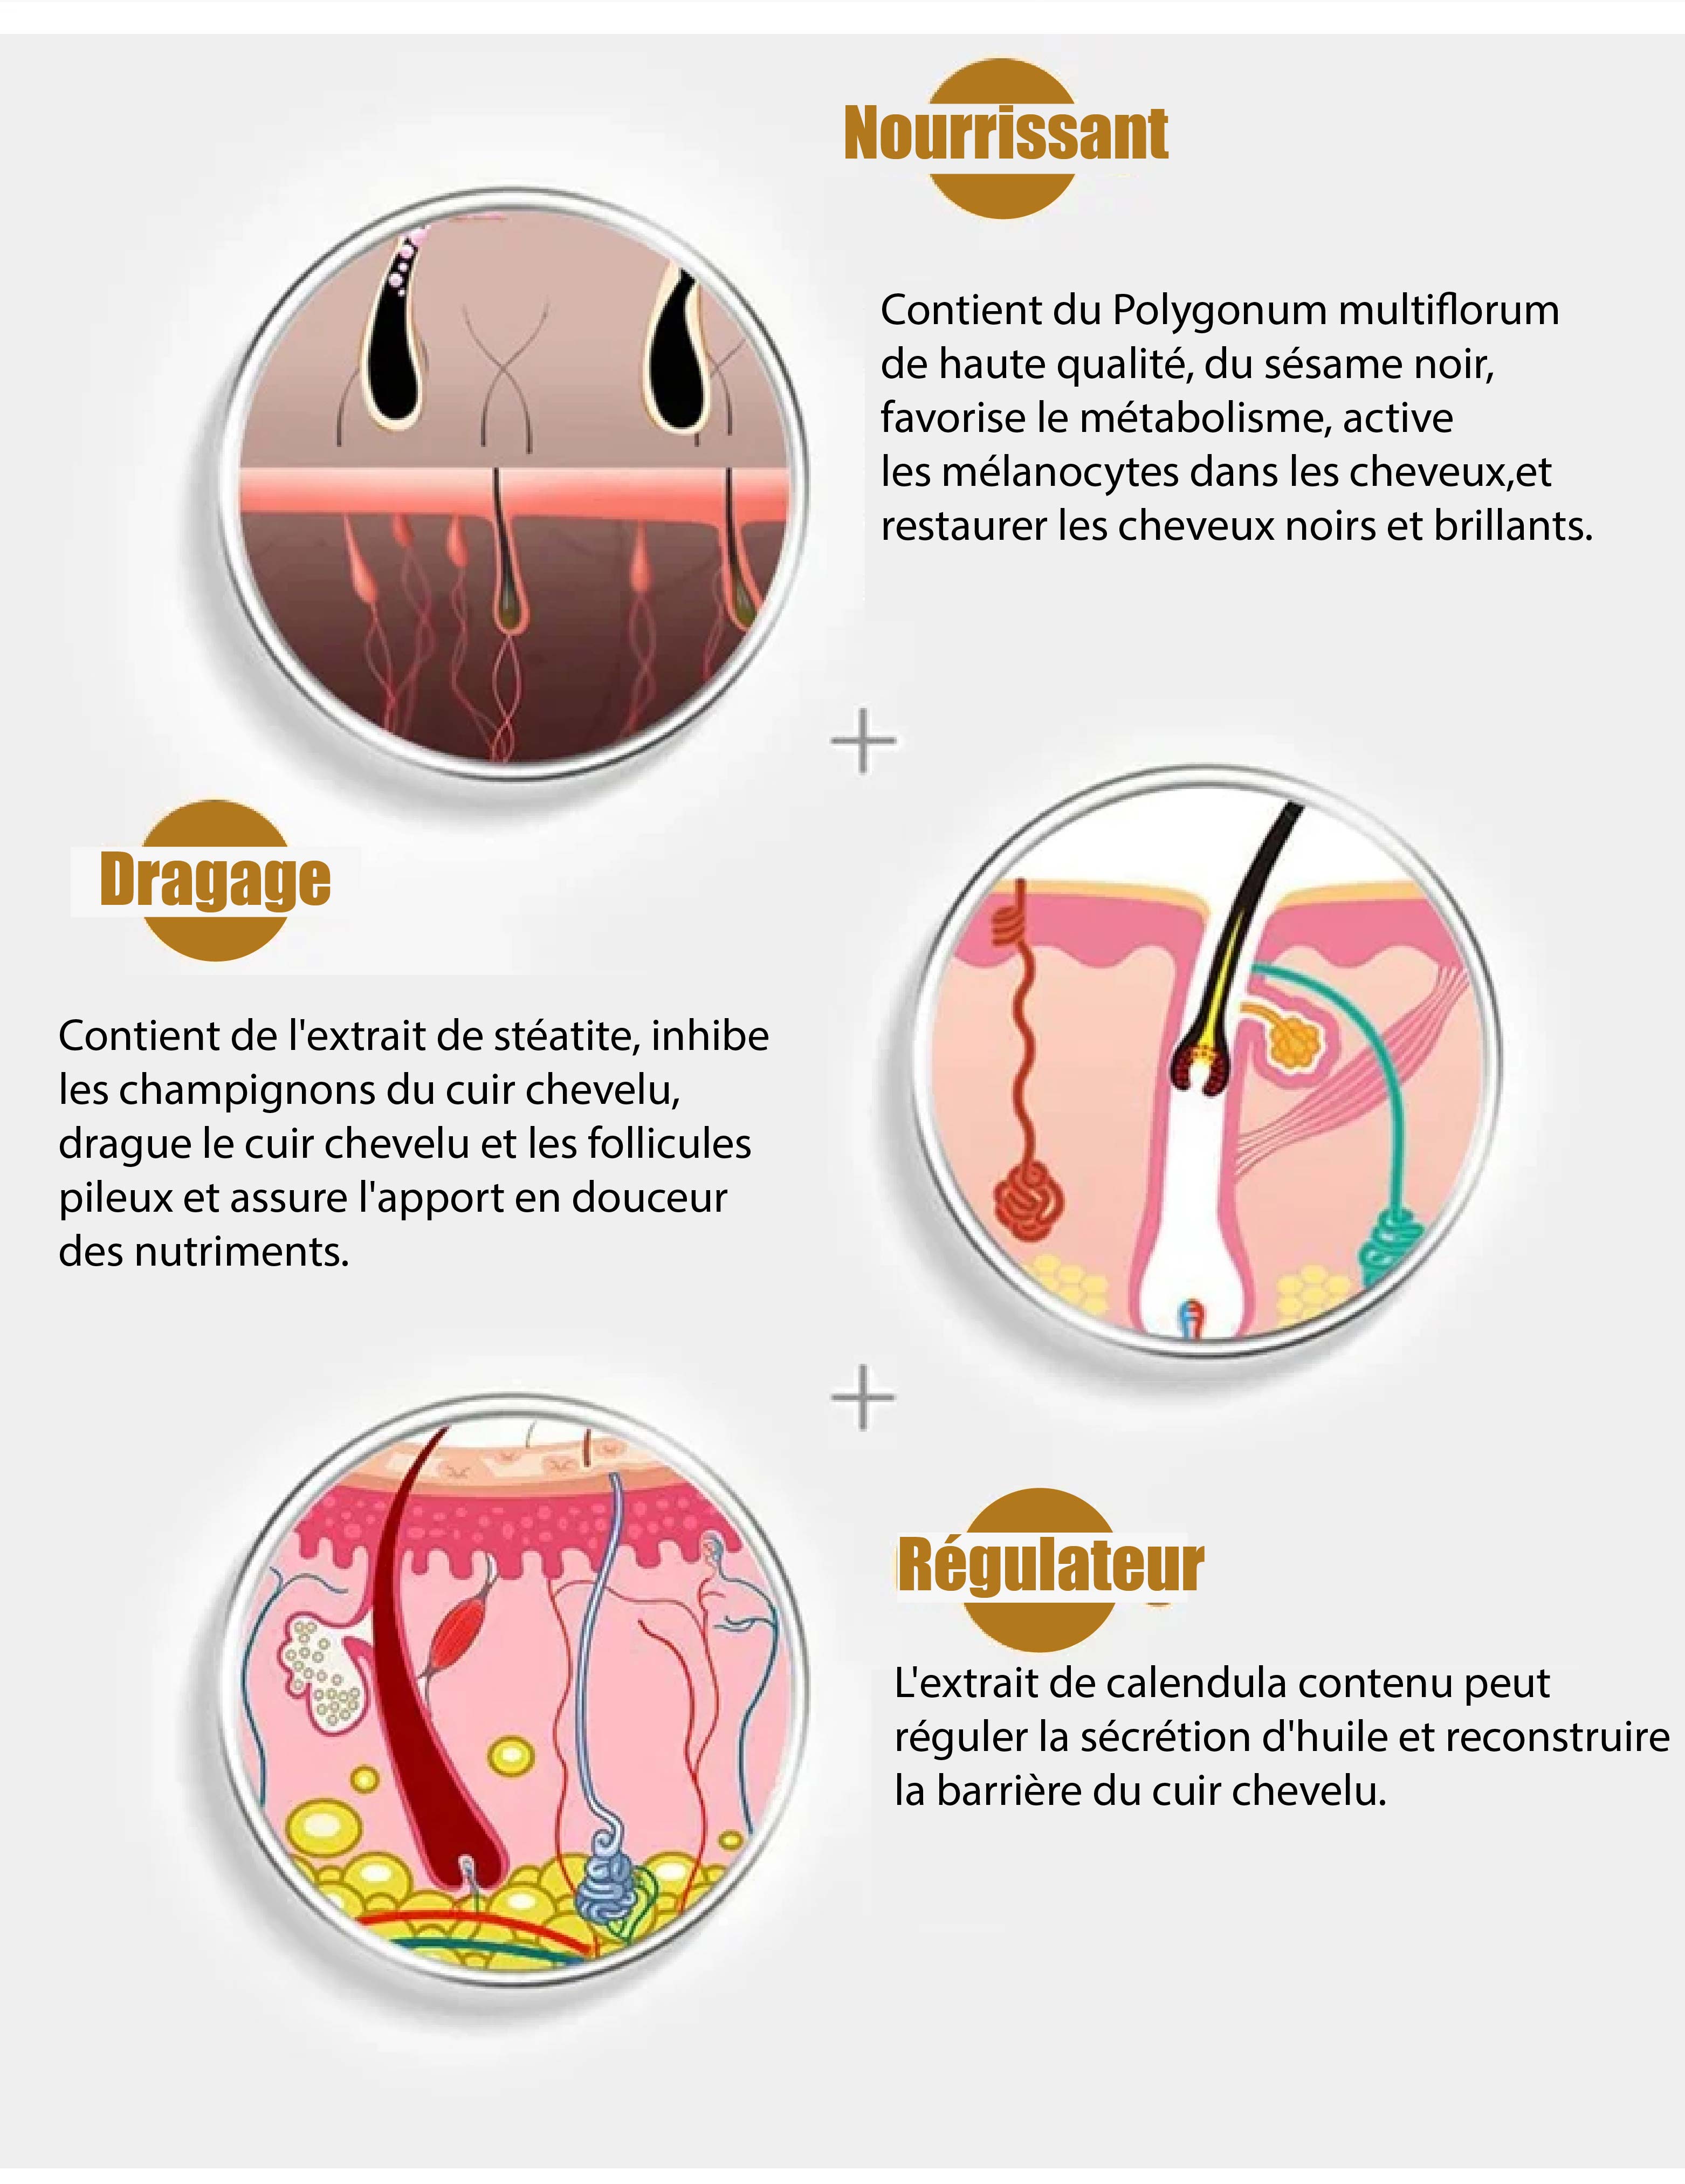 Nourrissant
Contient du Polygonum multiflorum
de haute qualité, du sésame noir,
favorise le métabolisme, active
les mélanocytes dans les cheveux,et
restaurer les cheveux noirs et brillants.
Dragage
Contient de l'extrait de stéatite, inhibe
les champignons du cuir chevelu,
drague le cuir chevelu et les follicules
pileux et assure l'apport en douceur
des nutriments.
Régulateur
L'extrait de calendula contenu peut
réguler la sécrétion d'huile et reconstruire
la barrière du cuir chevelu.